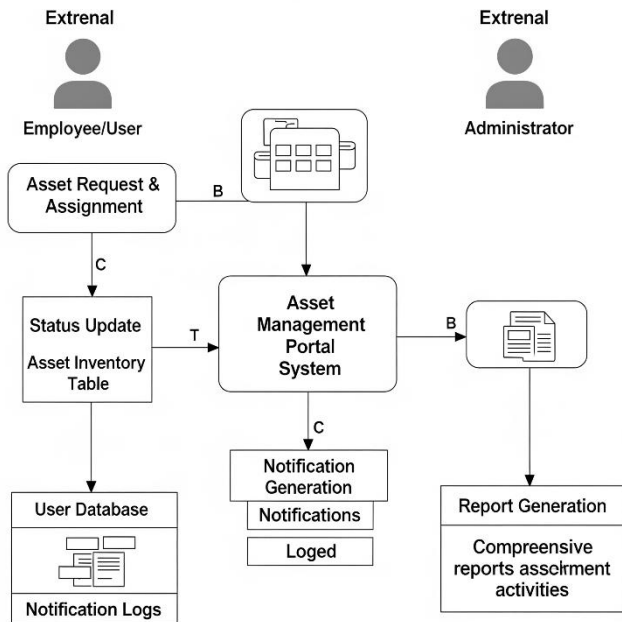 Extrenal
Extrenal
Employee/User
Administrator
Asset Request &
Assignment
B
C
Status Update
Asset Inventory
Table
T
Asset
Management
Portal
System
B
C
Notification
Generation
Notifications
Loged
User Database
Notification Logs
Report Generation
Compreensive
reports
activities